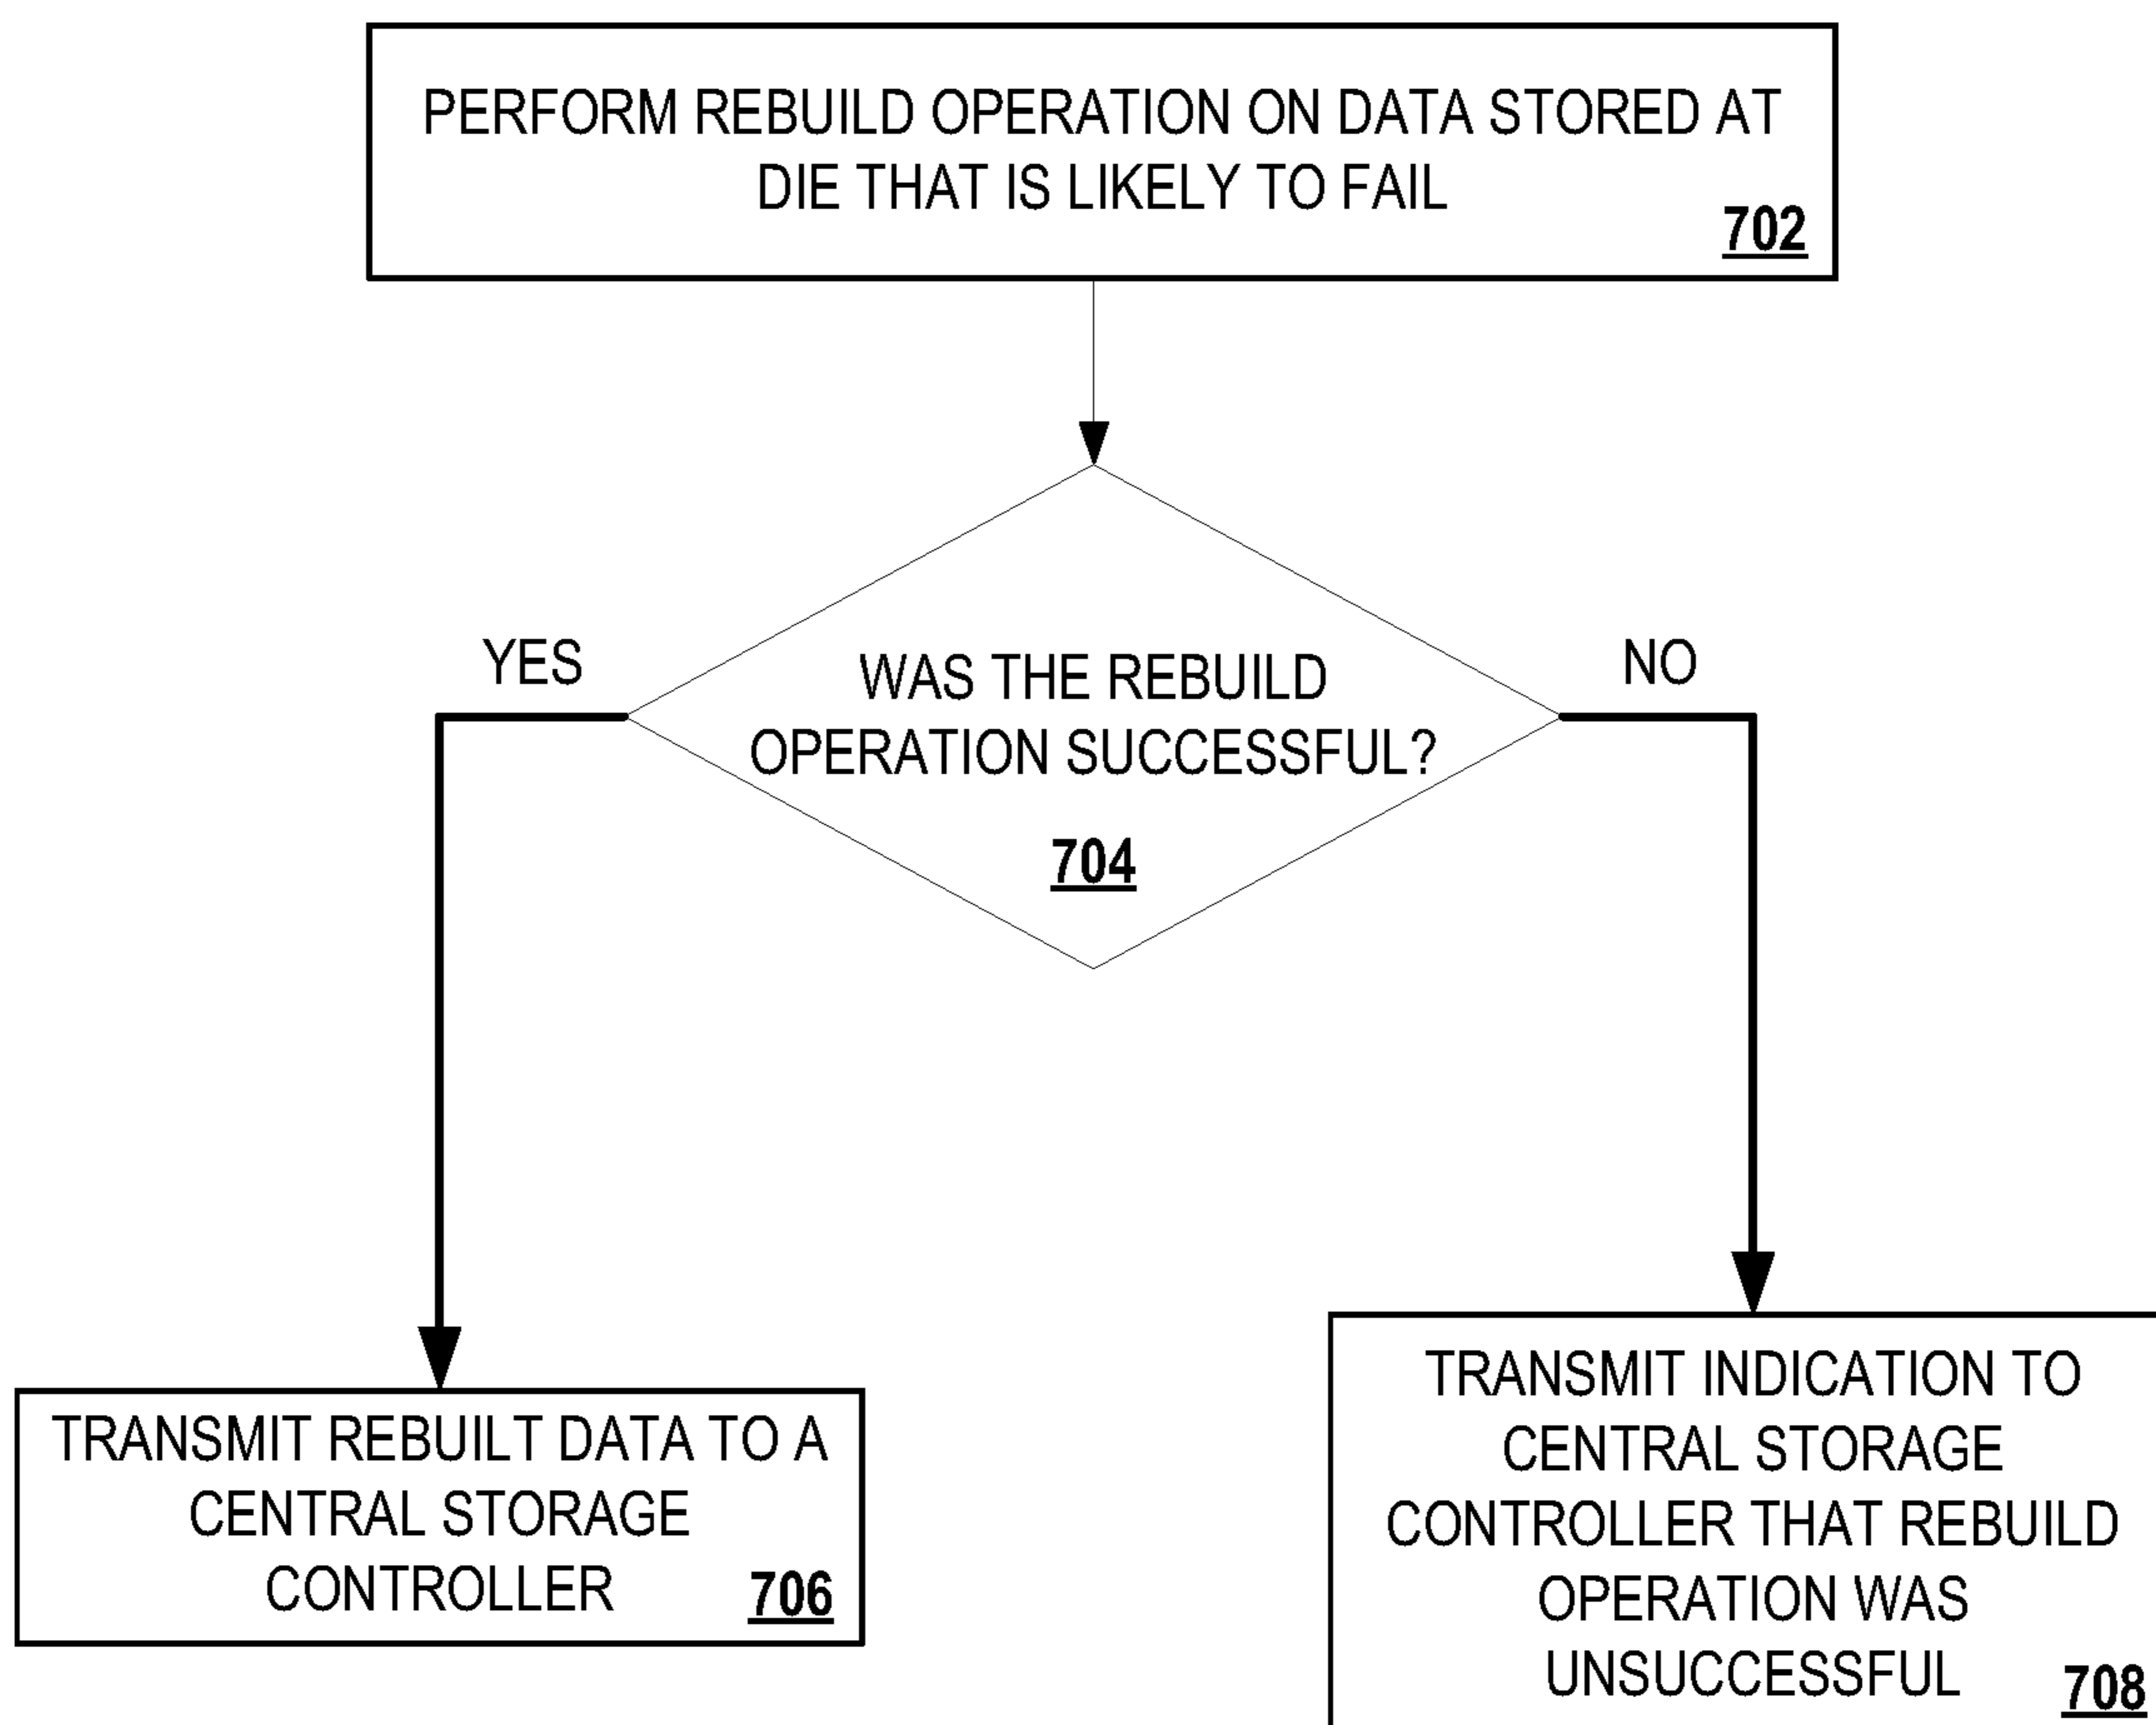 PERFORM REBUILD OPERATION ON DATA STORED AT
DIE THAT IS LIKELY TO FAIL
702
YES
WAS THE REBUILD
OPERATION SUCCESSFUL?
704
NO
TRANSMIT REBUILT DATA TO A
CENTRAL STORAGE
CONTROLLER
706
TRANSMIT INDICATION TO
CENTRAL STORAGE
CONTROLLER THAT REBUILD
OPERATION WAS
UNSUCCESSFUL
708